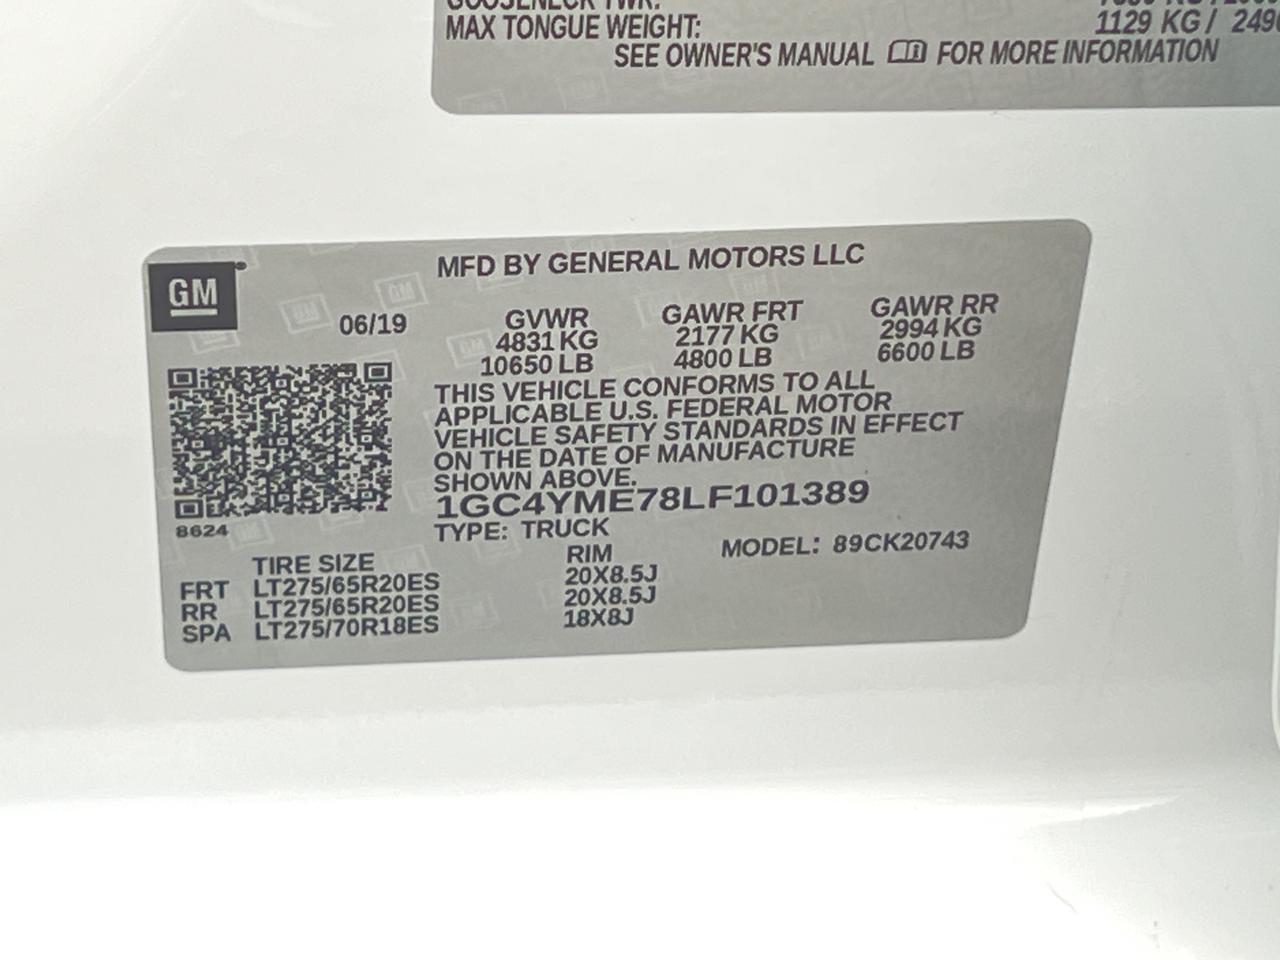 MAX TONGUE WEIGHT: 1129 KG / 249
SEE OWNER'S MANUAL FOR MORE INFORMATION
GM
MFD BY GENERAL MOTORS LLC
06/19 GVWR GAWR FRT GAWR RR
4831 KG 2177 KG 2994 KG
10650 LB 4800 LB 6600 LB
THIS VEHICLE CONFORMS TO ALL
APPLICABLE U.S. FEDERAL MOTOR
VEHICLE SAFETY STANDARDS IN EFFECT
ON THE DATE OF MANUFACTURE
SHOWN ABOVE.
1GC4YME78LF101389
8624
TYPE: TRUCK MODEL: 89CK20743
TIRE SIZE RIM
FRT LT275/65R20ES 20X8.5J
RR LT275/65R20ES 20X8.5J
SPA LT275/70R18ES 18X8J